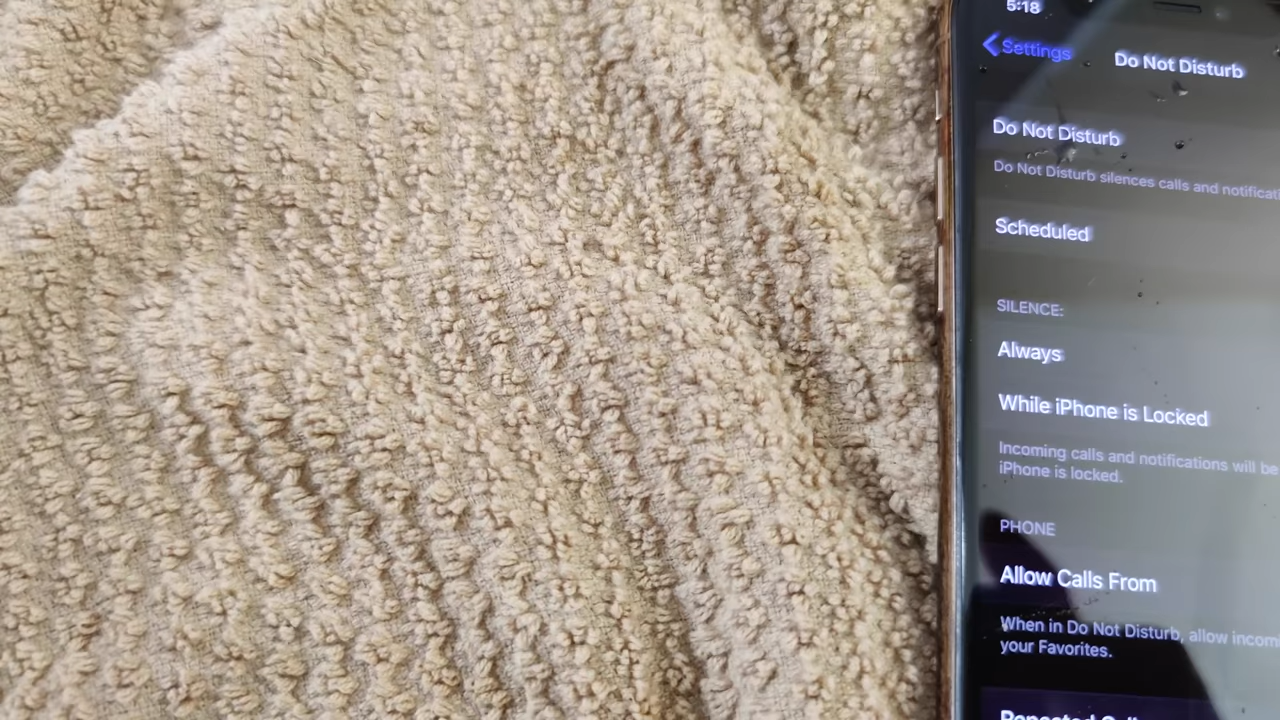 5:18
Settings
Do Not Disturb
Do Not Disturb
Do Not Disturb silences calls and
Scheduled
SILENCE:
Always
While iPhone is Locked
Incoming calls and notifications will be
iPhone is locked.
PHONE
Allow Calls From
When in Do Not Disturb, allow
your Favorites.
Repeated